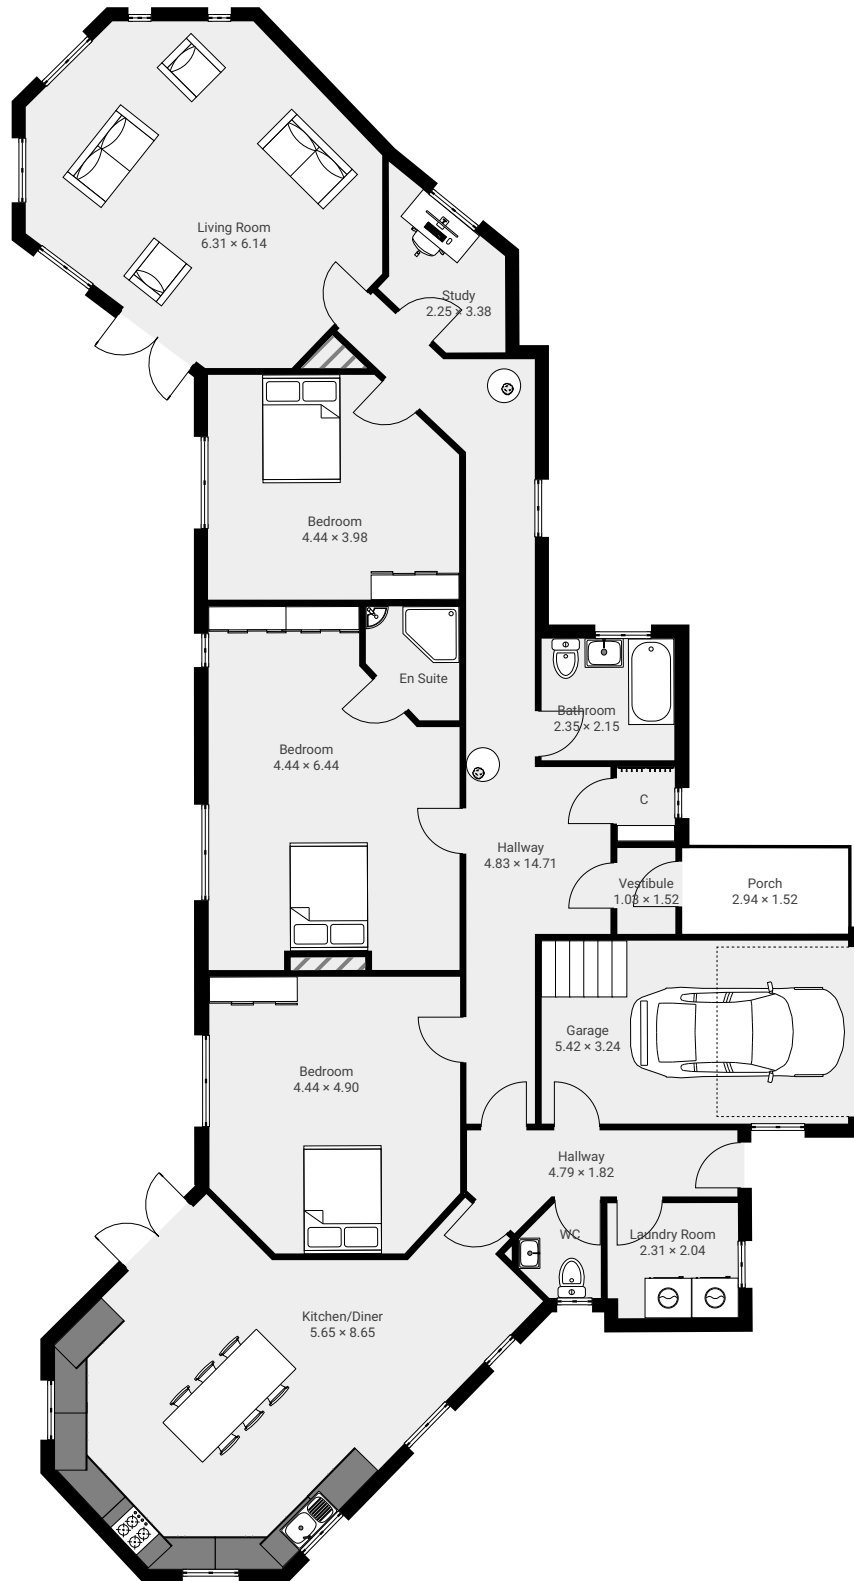 Living Room
6.31 × 6.14
Study
2.25 × 3.38
Bedroom
4.44 × 3.98
En Suite
Bathroom
2.35 × 2.15
Bedroom
4.44 × 6.44
C
Hallway
4.83 × 14.71
Vestibule
1.03 × 1.52
Porch
2.94 × 1.52
Garage
5.42 × 3.24
Bedroom
4.44 × 4.90
Hallway
4.79 × 1.82
WC
Laundry Room
2.31 × 2.04
Kitchen/Diner
5.65 × 8.65